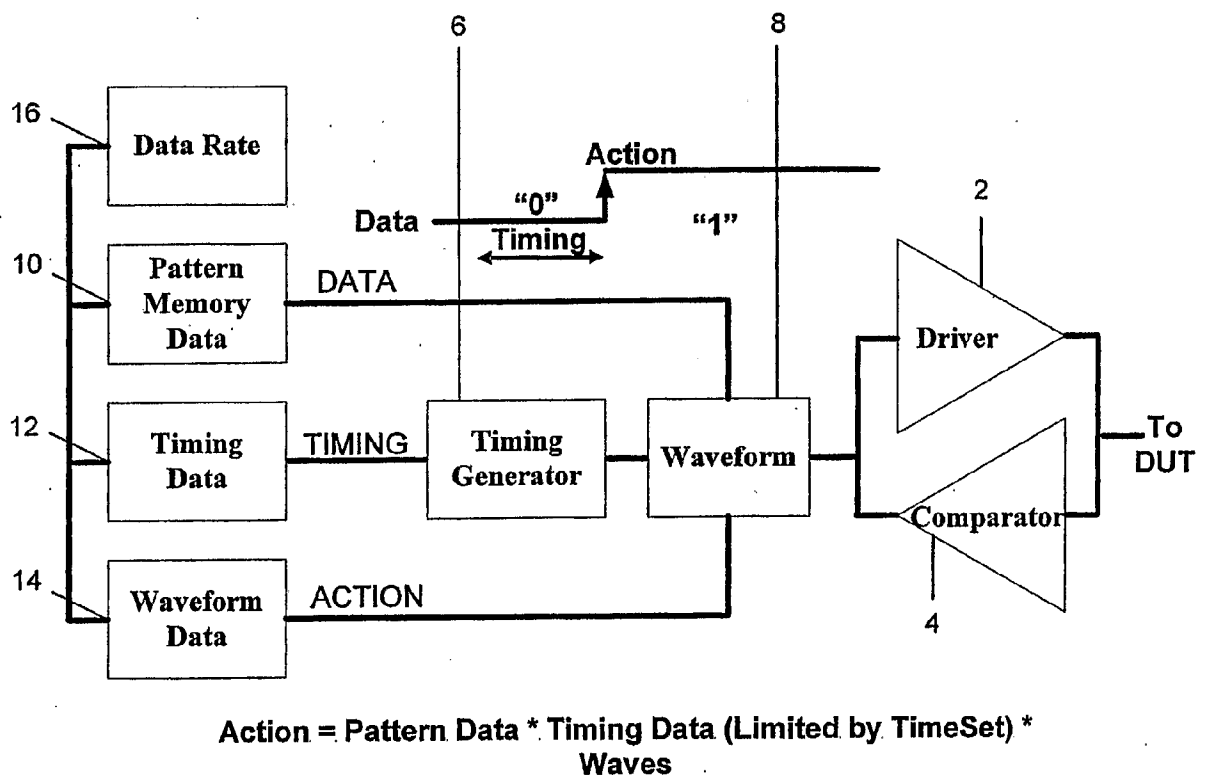 6
8
16
Data Rate
Action
2
“0”
Data
“1”
Timing
10
Pattern
Memory
Data
DATA
Driver
12
Timing
Data
TIMING
Timing
Generator
Waveform
To
DUT
Comparator
14
Waveform
Data
ACTION
4
Action = Pattern Data * Timing Data (Limited by TimeSet) *
Waves